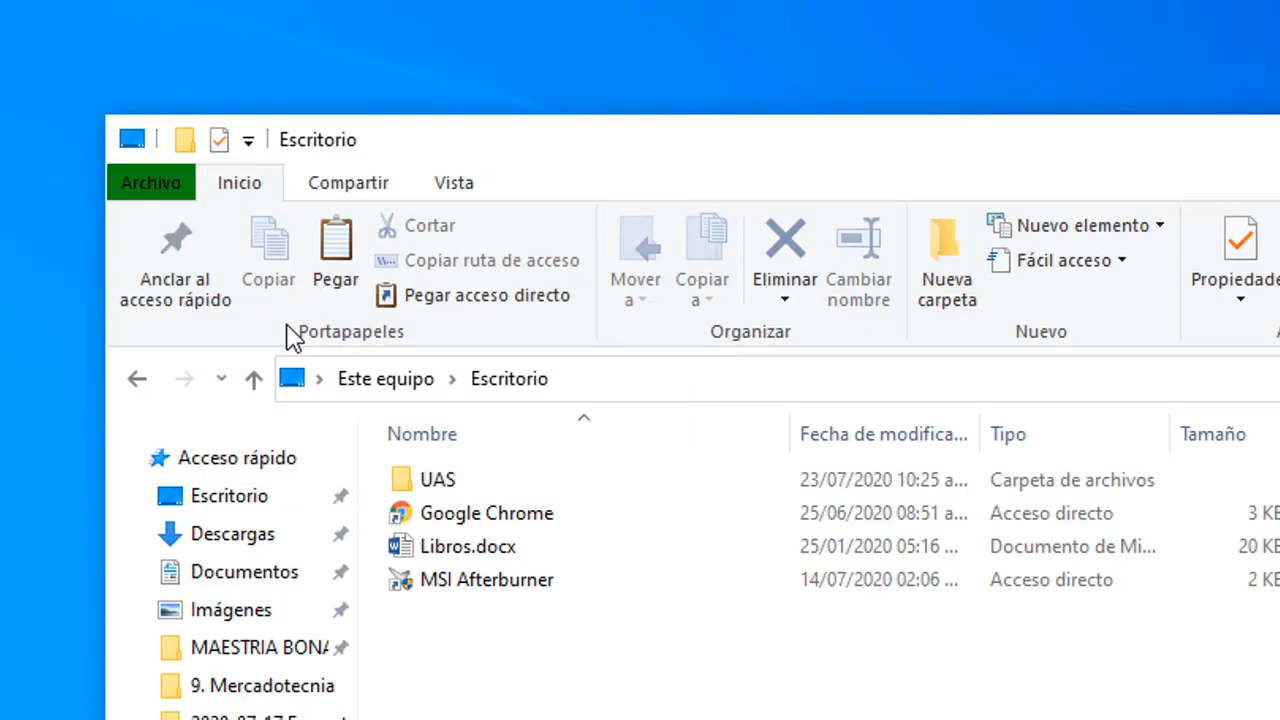 Escritorio
Archivo Inicio Compartir Vista
Anclar al acceso rápido
Copiar
Pegar
Cortar
Copiar ruta de acceso
Pegar acceso directo
Portapapeles
Mover a
Copiar a
Eliminar
Cambiar nombre
Organizar
Nueva carpeta
Nuevo elemento
Fácil acceso
Nuevo
Propiedade
Este equipo > Escritorio
Nombre Fecha de modifica... Tipo Tamaño
UAS 23/07/2020 10:25 a... Carpeta de archivos
Google Chrome 25/06/2020 08:51 a... Acceso directo 3 KB
Libros.docx 25/01/2020 05:16 ... Documento de Mi... 20 KB
MSI Afterburner 14/07/2020 02:06 ... Acceso directo 2 KB
Acceso rápido
Escritorio
Descargas
Documentos
Imágenes
MAESTRIA BONA
9. Mercadotecnia